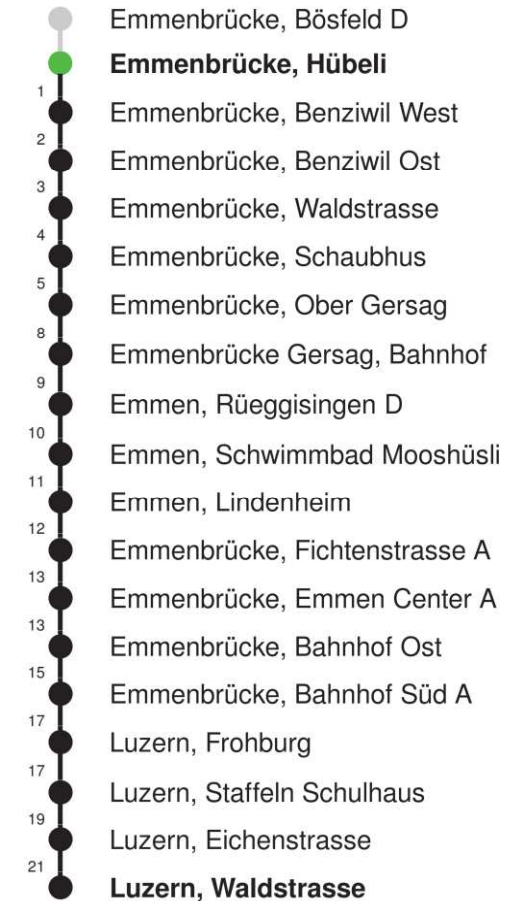 Emmenbrücke, Bösfeld D
Emmenbrücke, Hübeli
1 Emmenbrücke, Benziwil West
2 Emmenbrücke, Benziwil Ost
3 Emmenbrücke, Waldstrasse
4 Emmenbrücke, Schaubhus
5 Emmenbrücke, Ober Gersag
8 Emmenbrücke Gersag, Bahnhof
9 Emmen, Rüeggisingen D
10 Emmen, Schwimmbad Mooshüsli
11 Emmen, Lindenheim
12 Emmenbrücke, Fichtenstrasse A
13 Emmenbrücke, Emmen Center A
13 Emmenbrücke, Bahnhof Ost
15 Emmenbrücke, Bahnhof Süd A
17 Luzern, Frohburg
17 Luzern, Staffeln Schulhaus
19 Luzern, Eichenstrasse
21 Luzern, Waldstrasse